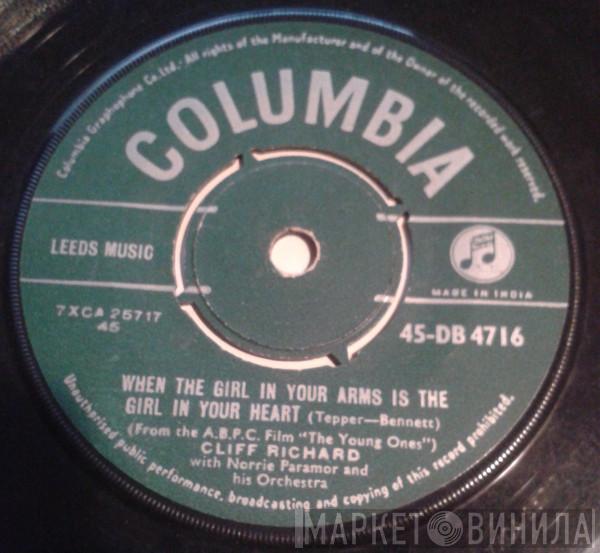 Columbia Graphophone Co. Ltd.. All rights of the Manufacturer and of the Owner of the recorded work reserved.
COLUMBIA
LEEDS MUSIC
MADE IN INDIA
7XCA 25717
45
45-DB 4716
WHEN THE GIRL IN YOUR ARMS IS THE
GIRL IN YOUR HEART (Tepper—Bennett)
(From the A.B.P.C. Film "The Young Ones")
CLIFF RICHARD
with Norrie Paramor and
his Orchestra
Unauthorised public performance, broadcasting and copying of this record prohibited.
МАРКЕТ ВИНИЛА